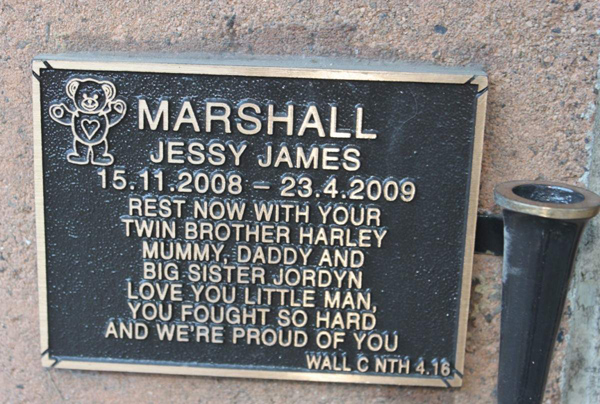 MARSHALL
JESSY JAMES
15.11.2008 – 23.4.2009
REST NOW WITH YOUR
TWIN BROTHER HARLEY
MUMMY, DADDY AND
BIG SISTER JORDYN
LOVE YOU LITTLE MAN,
YOU FOUGHT SO HARD
AND WE'RE PROUD OF YOU
WALL C NTH 4.16